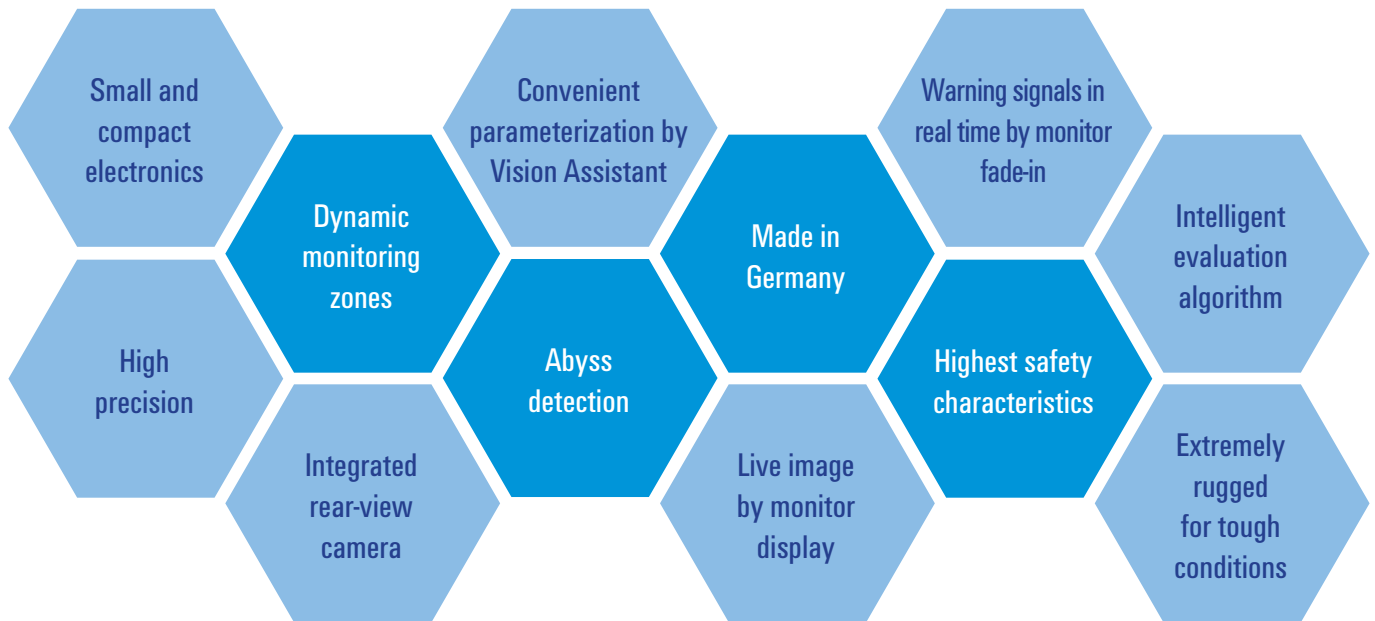 Small and
compact
electronics
Convenient
parameterization by
Vision Assistant
Warning signals in
real time by monitor
fade-in
Dynamic
monitoring
zones
Made in
Germany
Intelligent
evaluation
algorithm
High
precision
Abyss
detection
Highest safety
characteristics
Integrated
rear-view
camera
Live image
by monitor
display
Extremely
rugged
for tough
conditions